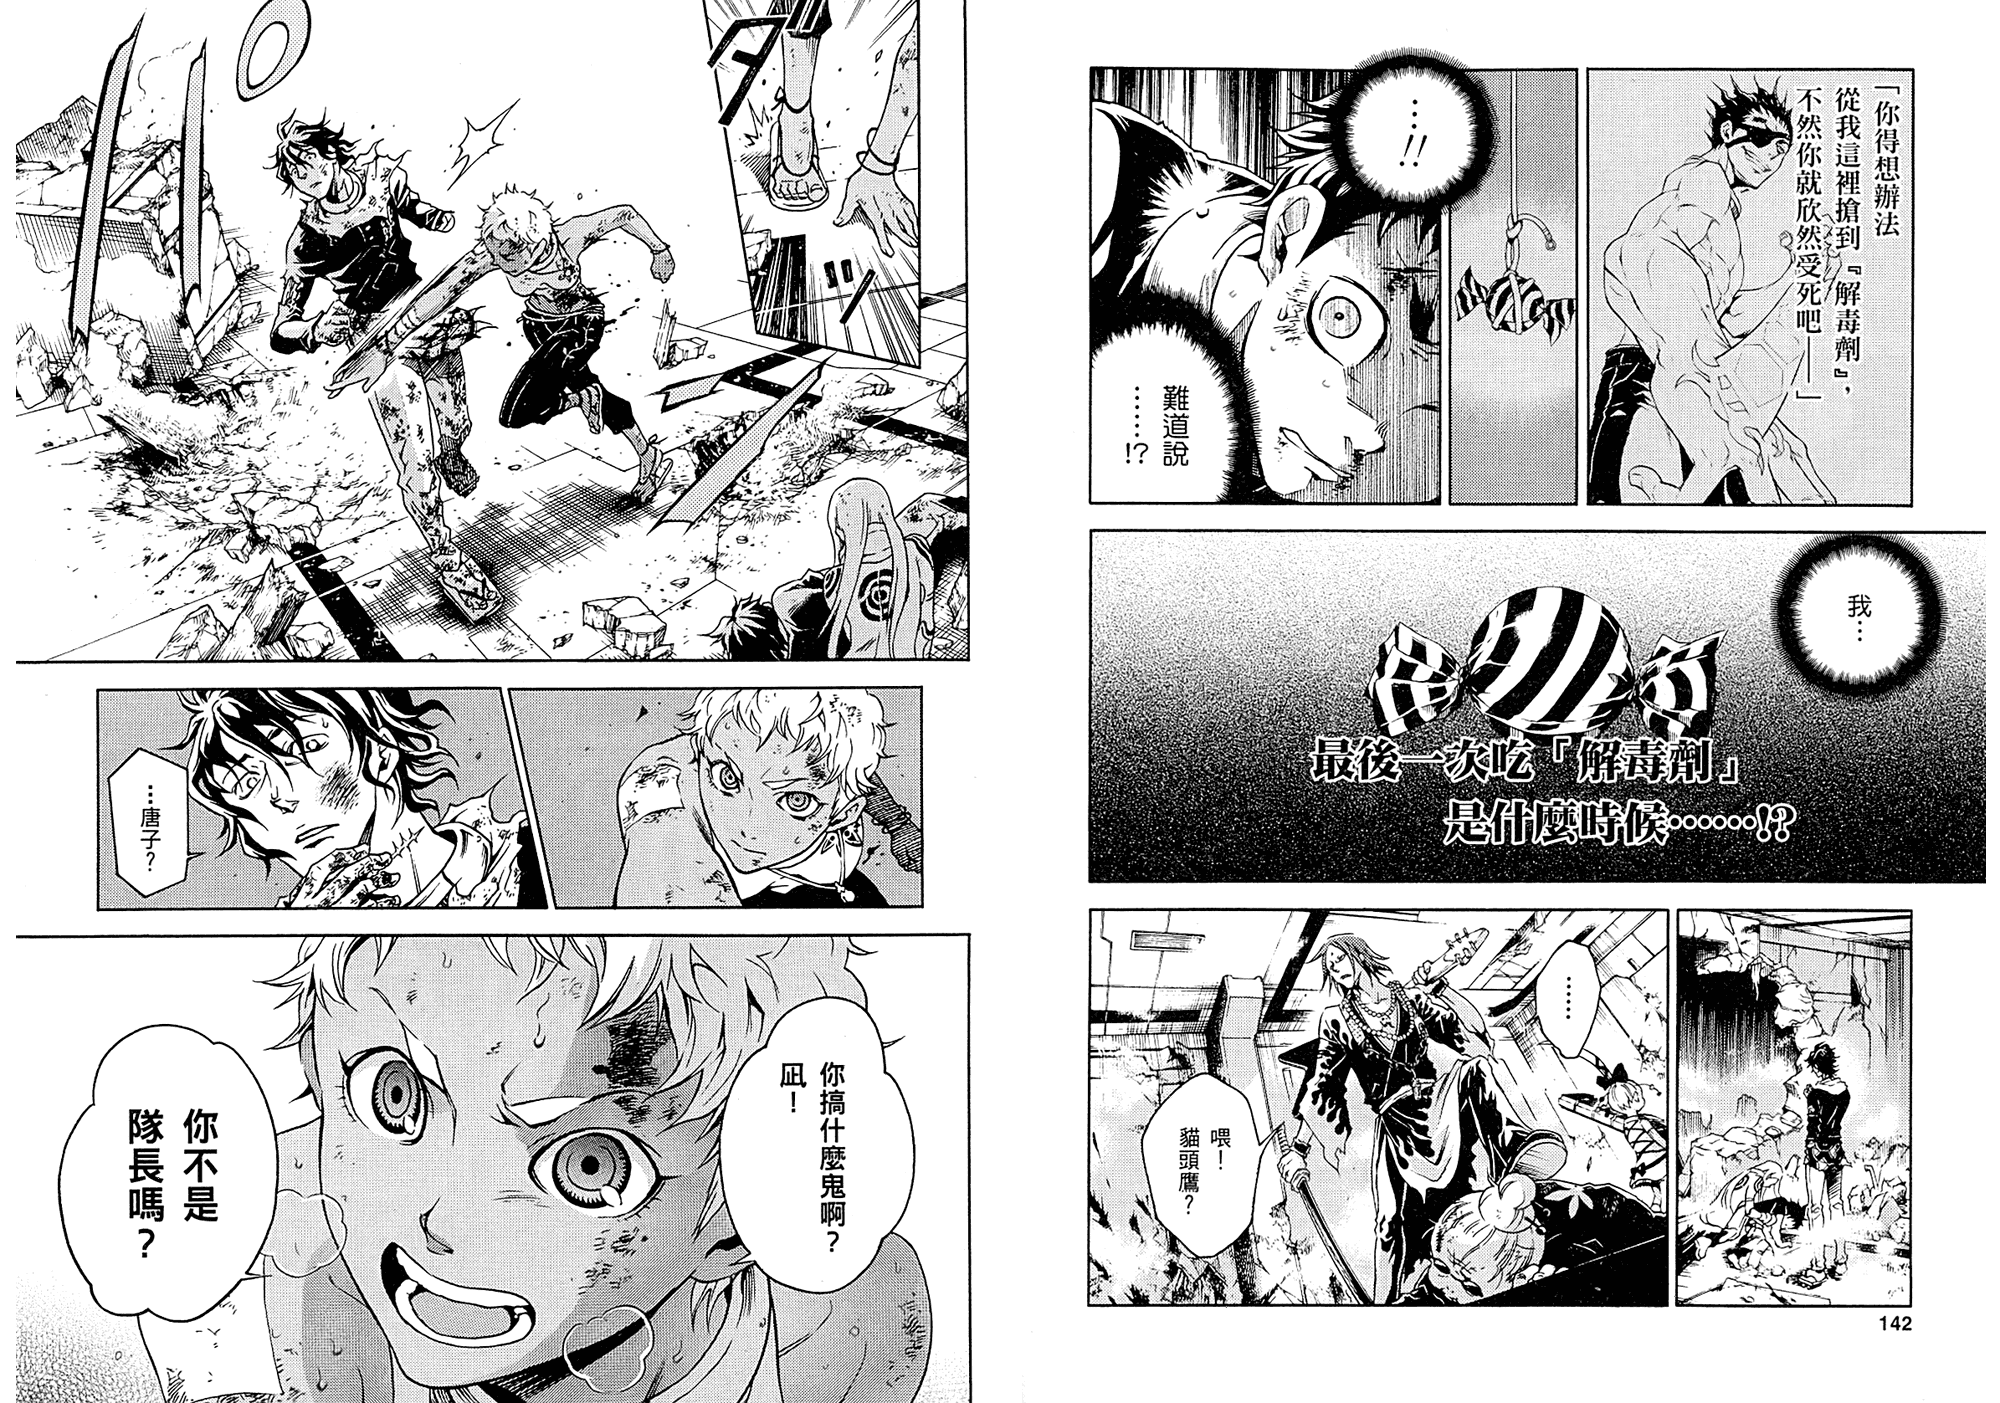 「你得想辦法
從我這裡搶到『解毒劑』，
不然你就欣然受死吧——」
…!!
難道說
……!?
我…
最後一次吃「解毒劑」
是什麼時候……!?
……
喂！
貓頭鷹？
142
…唐子？
你搞什麼鬼啊？
凪！
你不是
隊長嗎？